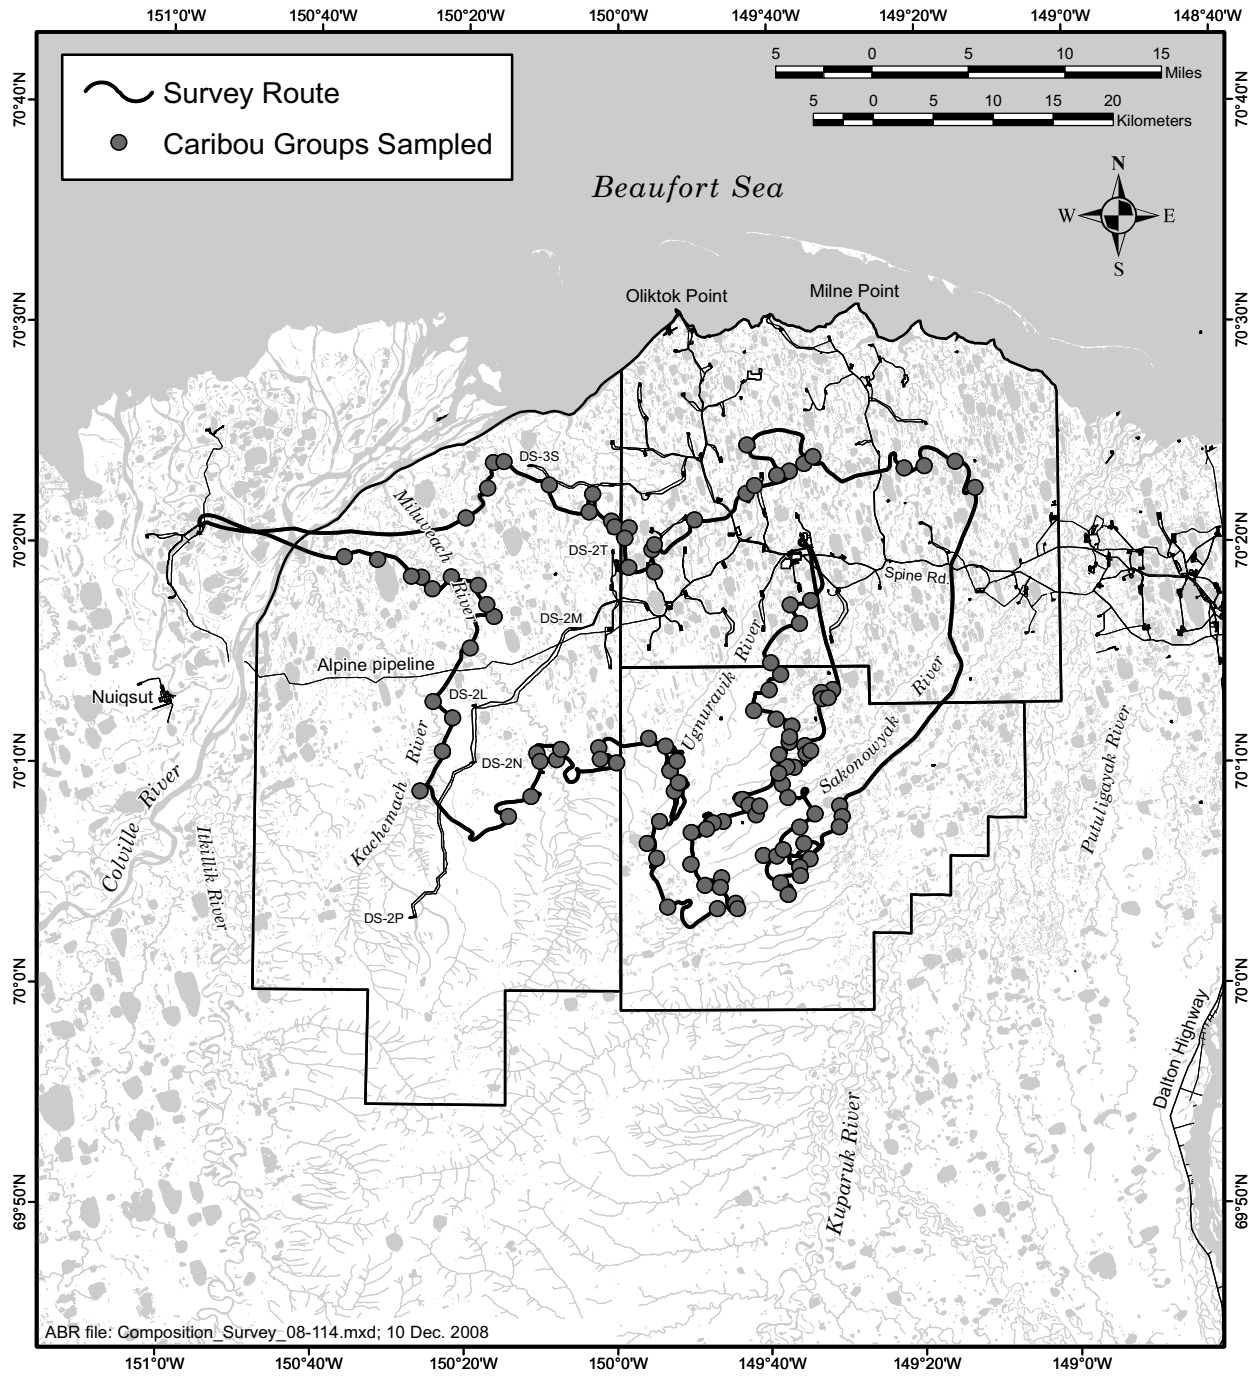 151°0'W 150°40'W 150°20'W 150°0'W 149°40'W 149°20'W 149°0'W 148°40'W
5 0 5 10 15
Miles
5 0 5 10 15 20
Kilometers
Survey Route
Caribou Groups Sampled
70°40'N
70°40'N
Beaufort Sea
N
W
E
S
Oliktok Point
Milne Point
70°30'N
70°30'N
DS-3S
Miluveach
River
70°20'N
70°20'N
DS-2T
Spine Rd.
DS-2M
River
Alpine pipeline
River
Nuiqsut
DS-2L
Ugnuravik
River
Sakonowyak
Putuligayak River
70°10'N
70°10'N
DS-2N
Colville River
Kachemach
Itkillik River
DS-2P
70°0'N
70°0'N
Dalton Highway
Kuparuk River
69°50'N
69°50'N
ABR file: Composition_Survey_08-114.mxd; 10 Dec. 2008
151°0'W 150°40'W 150°20'W 150°0'W 149°40'W 149°20'W 149°0'W